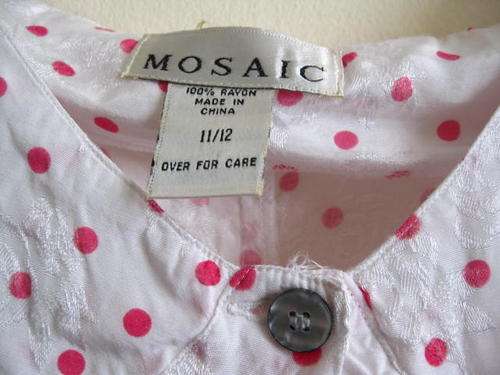 MOSAIC
100% RAYON
MADE IN
CHINA
11/12
OVER FOR CARE